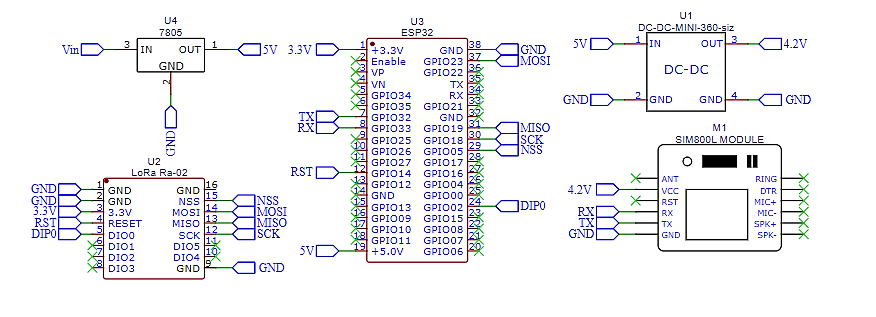 U4
7805
Vin 3 IN OUT 1 5V
GND
2
GND
U3
ESP32
3.3V 1 +3.3V GND 38 GND
2 Enable GPIO23 37 MOSI
3 VP GPIO22 36
4 VN TX 35
5 GPIO34 RX 34
6 GPIO35 GPIO21 33
TX 7 GPIO32 GND 32
RX 8 GPIO33 GPIO19 31 MISO
9 GPIO25 GPIO18 30 SCK
10 GPIO26 GPIO05 29 NSS
11 GPIO27 GPIO17 28
RST 12 GPIO14 GPIO16 27
13 GPIO12 GPIO04 26
14 GND GPIO00 25
15 GPIO13 GPIO02 24 DIP0
16 GPIO09 GPIO15 23
17 GPIO10 GPIO08 22
18 GPIO11 GPIO07 21
5V 19 +5.0V GPIO06 20
U1
DC-DC-MINI-360-siz
5V 1 IN OUT 3 4.2V
DC-DC
GND 2 GND GND 4 GND
U2
LoRa Ra-02
GND 1 GND GND 16
GND 2 GND NSS 15 NSS
3.3V 3 3.3V MOSI 14 MOSI
RST 4 RESET MISO 13 MISO
DIP0 5 DIO0 SCK 12 SCK
6 DIO1 DIO5 11
7 DIO2 DIO4 10
8 DIO3 GND 9 GND
M1
SIM800L MODULE
ANT RING
4.2V VCC DTR
RST MIC+
RX RX MIC-
TX TX SPK+
GND GND SPK-